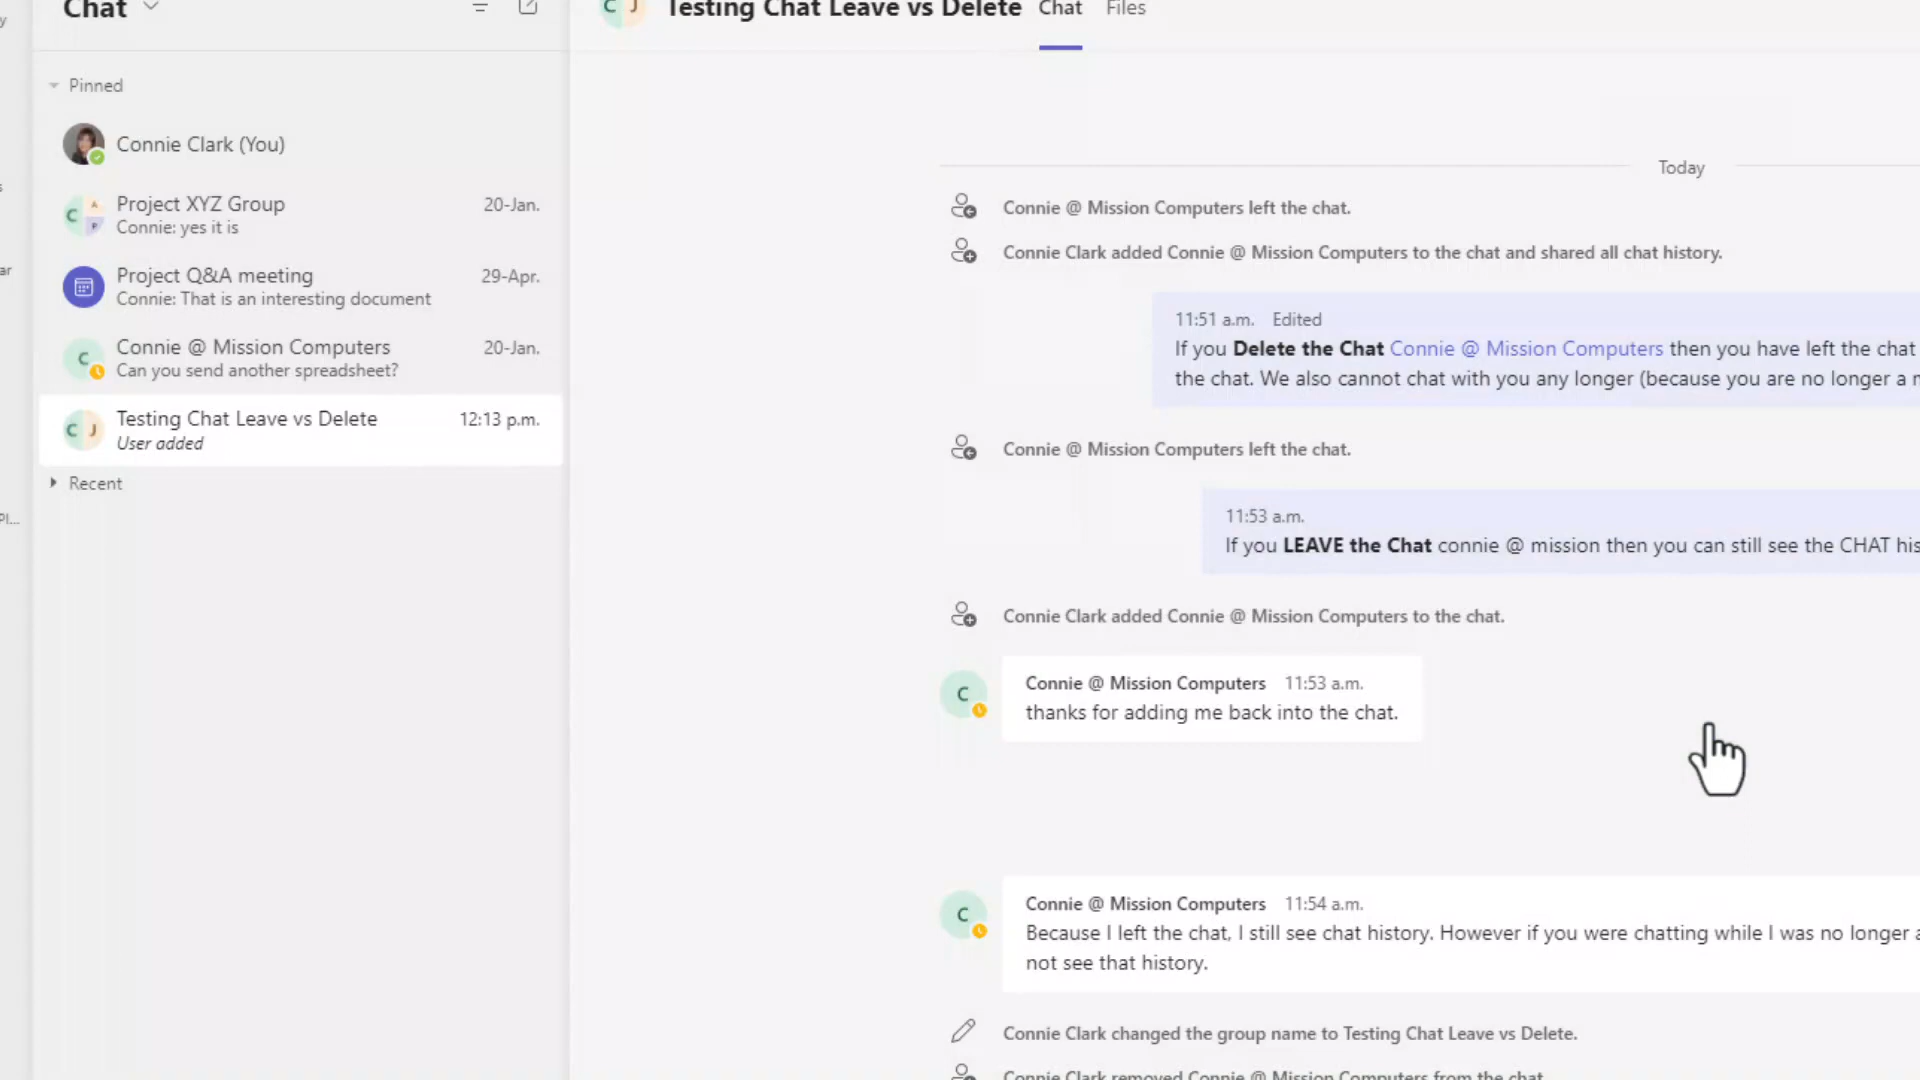 Chat
Testing Chat Leave vs Delete
Chat
Files
Pinned
Connie Clark (You)
Project XYZ Group
20-Jan.
Connie: yes it is
Project Q&A meeting
29-Apr.
Connie: That is an interesting document
Connie @ Mission Computers
20-Jan.
Can you send another spreadsheet?
Testing Chat Leave vs Delete
12:13 p.m.
User added
Recent
Today
Connie @ Mission Computers left the chat.
Connie Clark added Connie @ Mission Computers to the chat and shared all chat history.
11:51 a.m. Edited
If you Delete the Chat Connie @ Mission Computers then you have left the chat
the chat. We also cannot chat with you any longer (because you are no longer a
Connie @ Mission Computers left the chat.
11:53 a.m.
If you LEAVE the Chat connie @ mission then you can still see the CHAT his
Connie Clark added Connie @ Mission Computers to the chat.
C
Connie @ Mission Computers 11:53 a.m.
thanks for adding me back into the chat.
C
Connie @ Mission Computers 11:54 a.m.
Because I left the chat, I still see chat history. However if you were chatting while I was no longer
not see that history.
Connie Clark changed the group name to Testing Chat Leave vs Delete.
Connie Clark removed Connie @ Mission Computers from the chat.